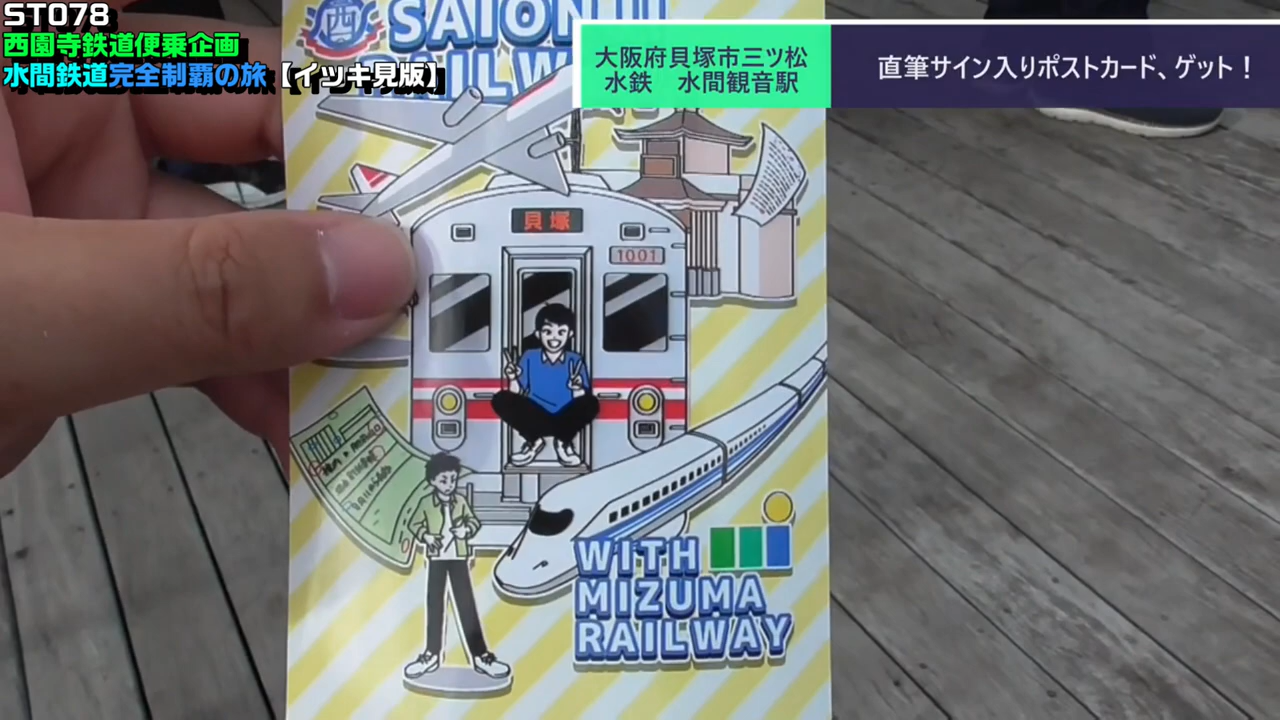 ST078
西園寺鉄道便乗企画
水間鉄道完全制覇の旅【イツキ見版】
大阪府貝塚市三ツ松
水鉄 水間観音駅
直筆サイン入りポストカード、ゲット！
西
貝塚
1001
WITH
MIZUMA
RAILWAY